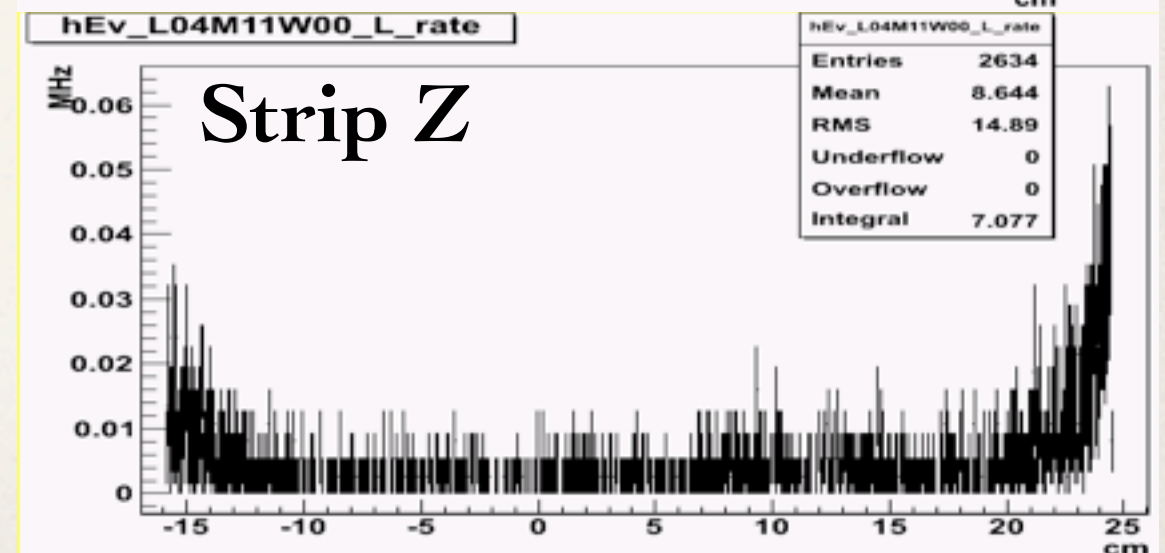 cm
hEv_L04M11W00_L_rate
hEv_L04M11W00_L_rate
Entries 2634
Mean 8.644
RMS 14.89
Underflow 0
Overflow 0
Integral 7.077
MHz
Strip Z
0.06
0.05
0.04
0.03
0.02
0.01
0
-15 -10 -5 0 5 10 15 20 25
cm